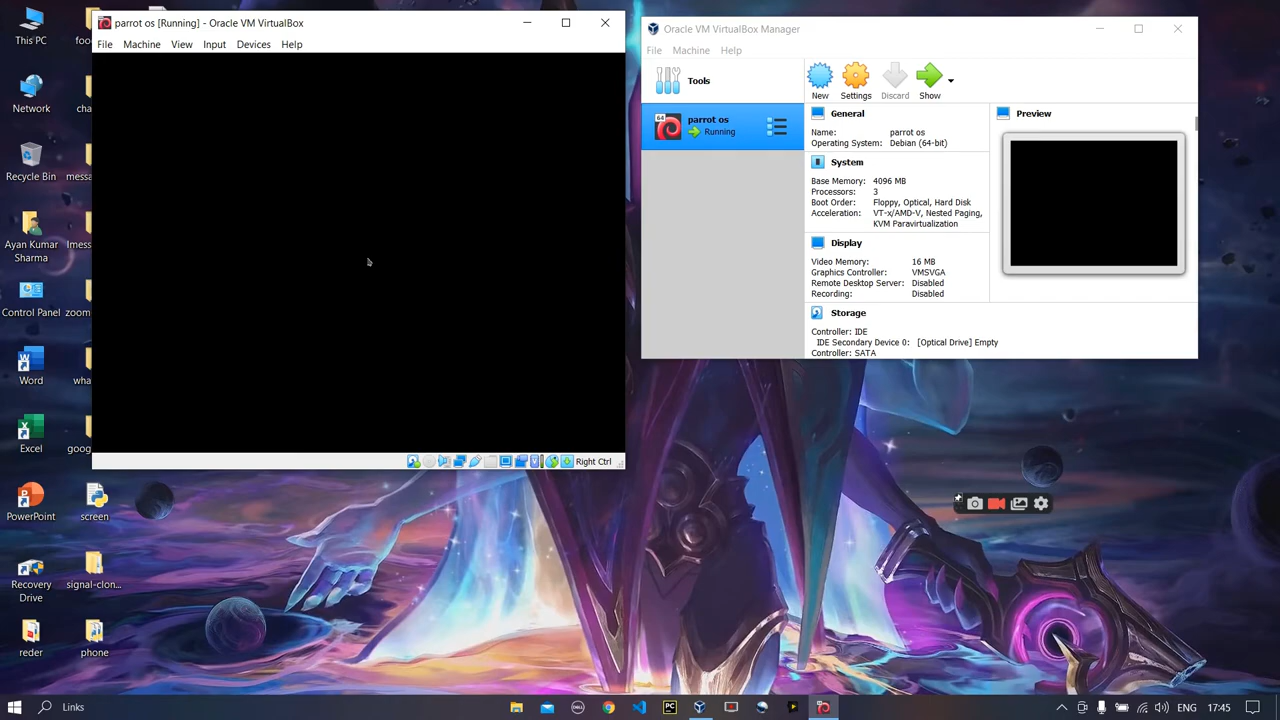 parrot os [Running] - Oracle VM VirtualBox
File Machine View Input Devices Help
Right Ctrl
Oracle VM VirtualBox Manager
File Machine Help
Tools
New Settings Discard Show
64
parrot os
Running
General
Name: parrot os
Operating System: Debian (64-bit)
System
Base Memory: 4096 MB
Processors: 3
Boot Order: Floppy, Optical, Hard Disk
Acceleration: VT-x/AMD-V, Nested Paging,
KVM Paravirtualization
Display
Video Memory: 16 MB
Graphics Controller: VMSVGA
Remote Desktop Server: Disabled
Recording: Disabled
Storage
Controller: IDE
IDE Secondary Device 0: [Optical Drive] Empty
Controller: SATA
Preview
Network
Recycle Bin
Ayan Kumar
Sharma
Control Panel
Word
Excel
PowerPoint
Recovery
Drive
reder
Imess
zoom
wha
goog
screen
signal-clon...
phone
Links
ENG 17:45